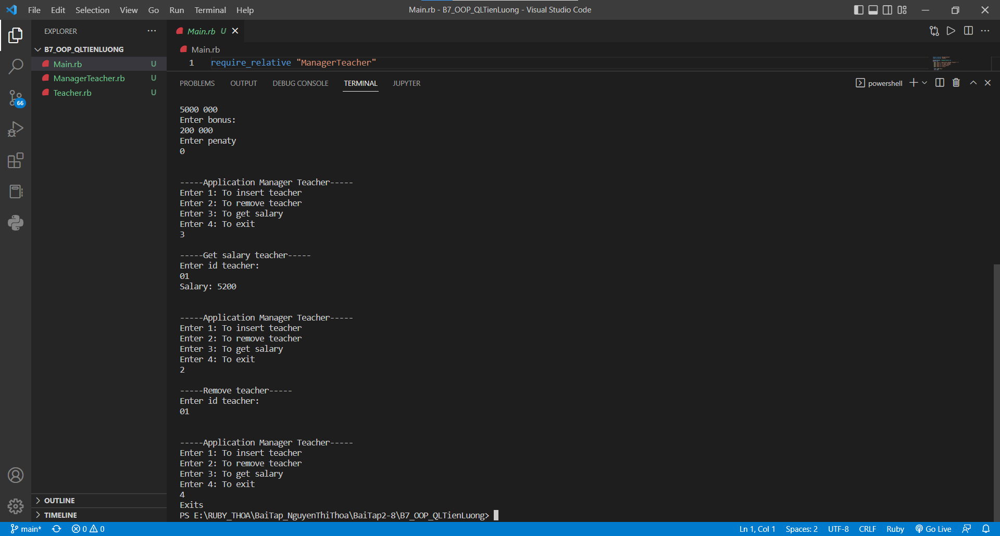 File Edit Selection View Go Run Terminal Help
Main.rb - B7_OOP_QLTienLuong - Visual Studio Code
EXPLORER
B7_OOP_QLTIENLUONG
Main.rb U
ManagerTeacher.rb U
Teacher.rb U
66
OUTLINE
TIMELINE
Main.rb U
Main.rb
1 require_relative "ManagerTeacher"
PROBLEMS OUTPUT DEBUG CONSOLE TERMINAL JUPYTER
powershell
5000 000
Enter bonus:
200 000
Enter penaty
0
-----Application Manager Teacher-----
Enter 1: To insert teacher
Enter 2: To remove teacher
Enter 3: To get salary
Enter 4: To exit
3
-----Get salary teacher-----
Enter id teacher:
01
Salary: 5200
-----Application Manager Teacher-----
Enter 1: To insert teacher
Enter 2: To remove teacher
Enter 3: To get salary
Enter 4: To exit
2
-----Remove teacher-----
Enter id teacher:
01
-----Application Manager Teacher-----
Enter 1: To insert teacher
Enter 2: To remove teacher
Enter 3: To get salary
Enter 4: To exit
4
Exits
PS E:\RUBY_THOA\BaiTap_NguyenThiThoa\BaiTap2-8\B7_OOP_QLTienLuong>
main* 0 0
Ln 1, Col 1 Spaces: 2 UTF-8 CRLF Ruby Go Live